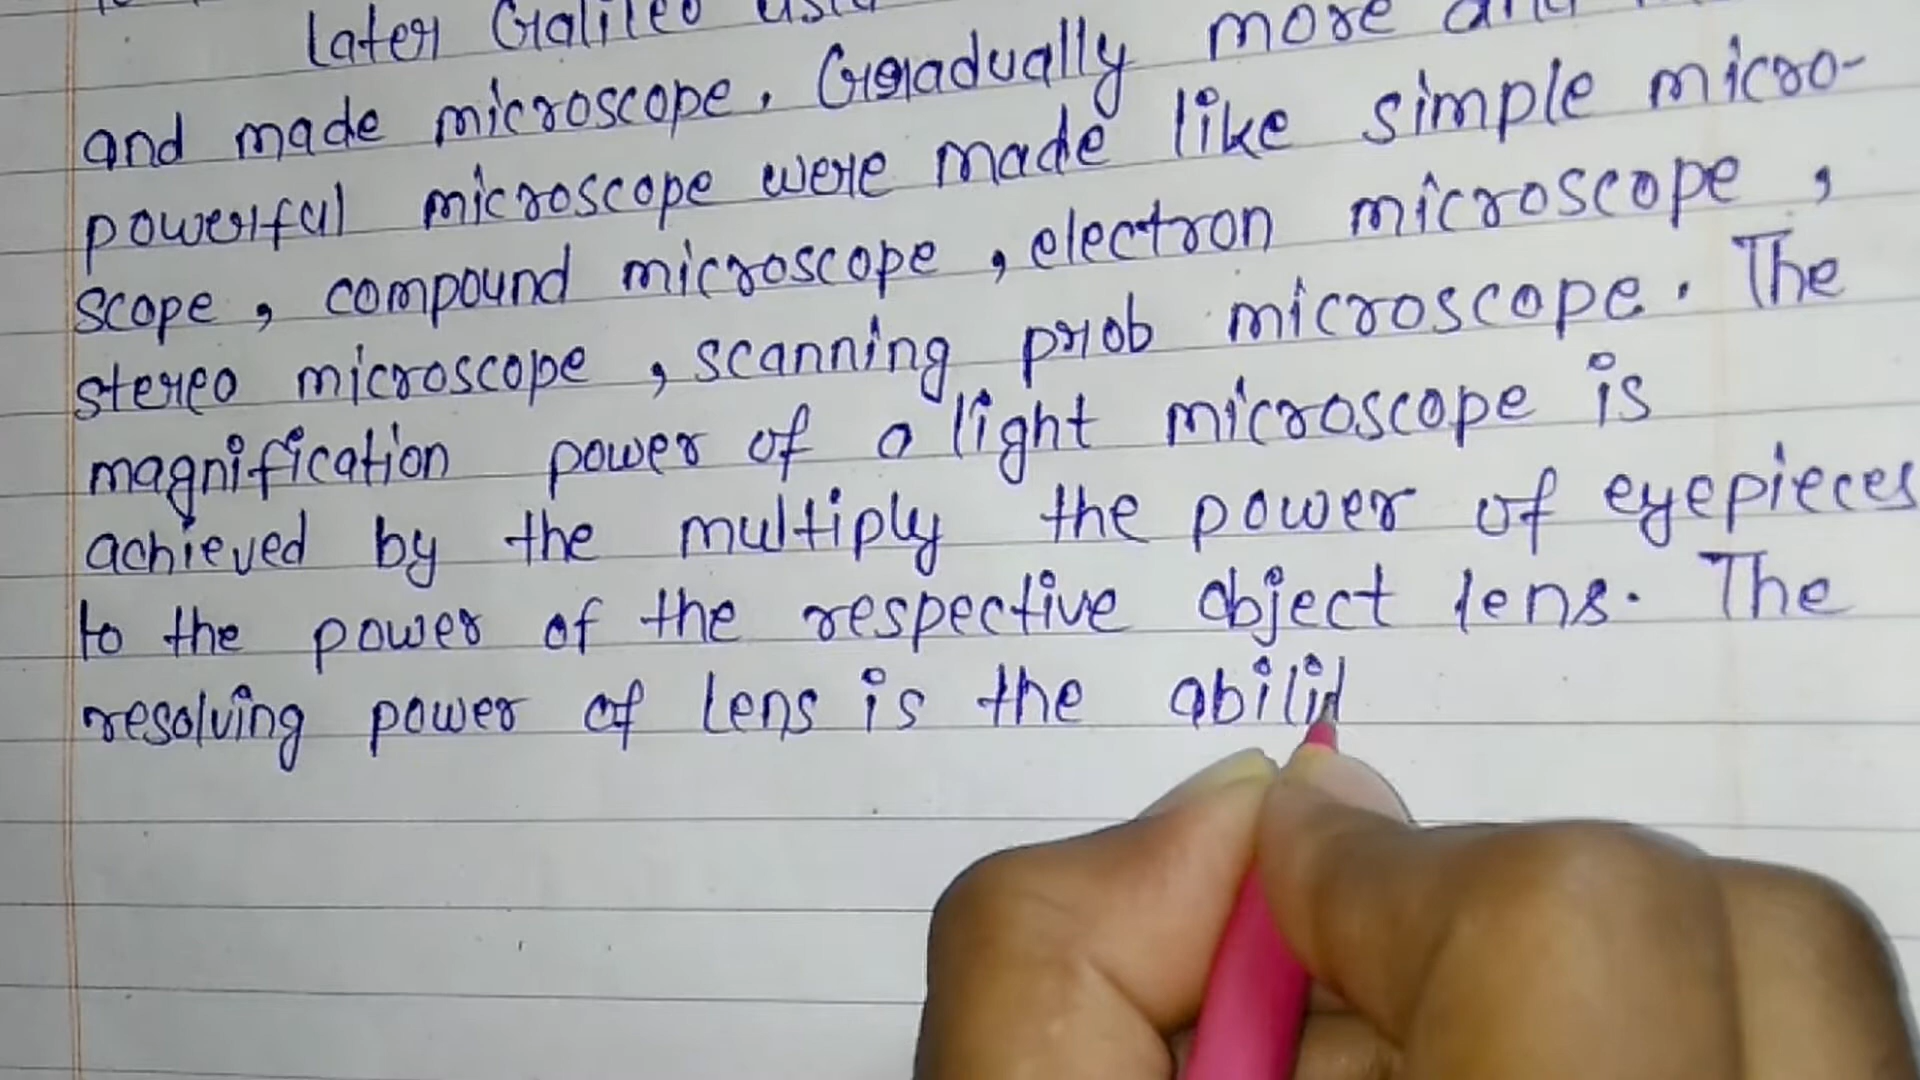 Later Galileo
and made microscope. Gradually more and
powerful microscope were made like simple micro-
scope, compound microscope, electron microscope,
stereo microscope, scanning prob microscope. The
magnification power of a light microscope is
achieved by the multiply the power of eyepieces
to the power of the respective object lens. The
resolving power of lens is the abilit